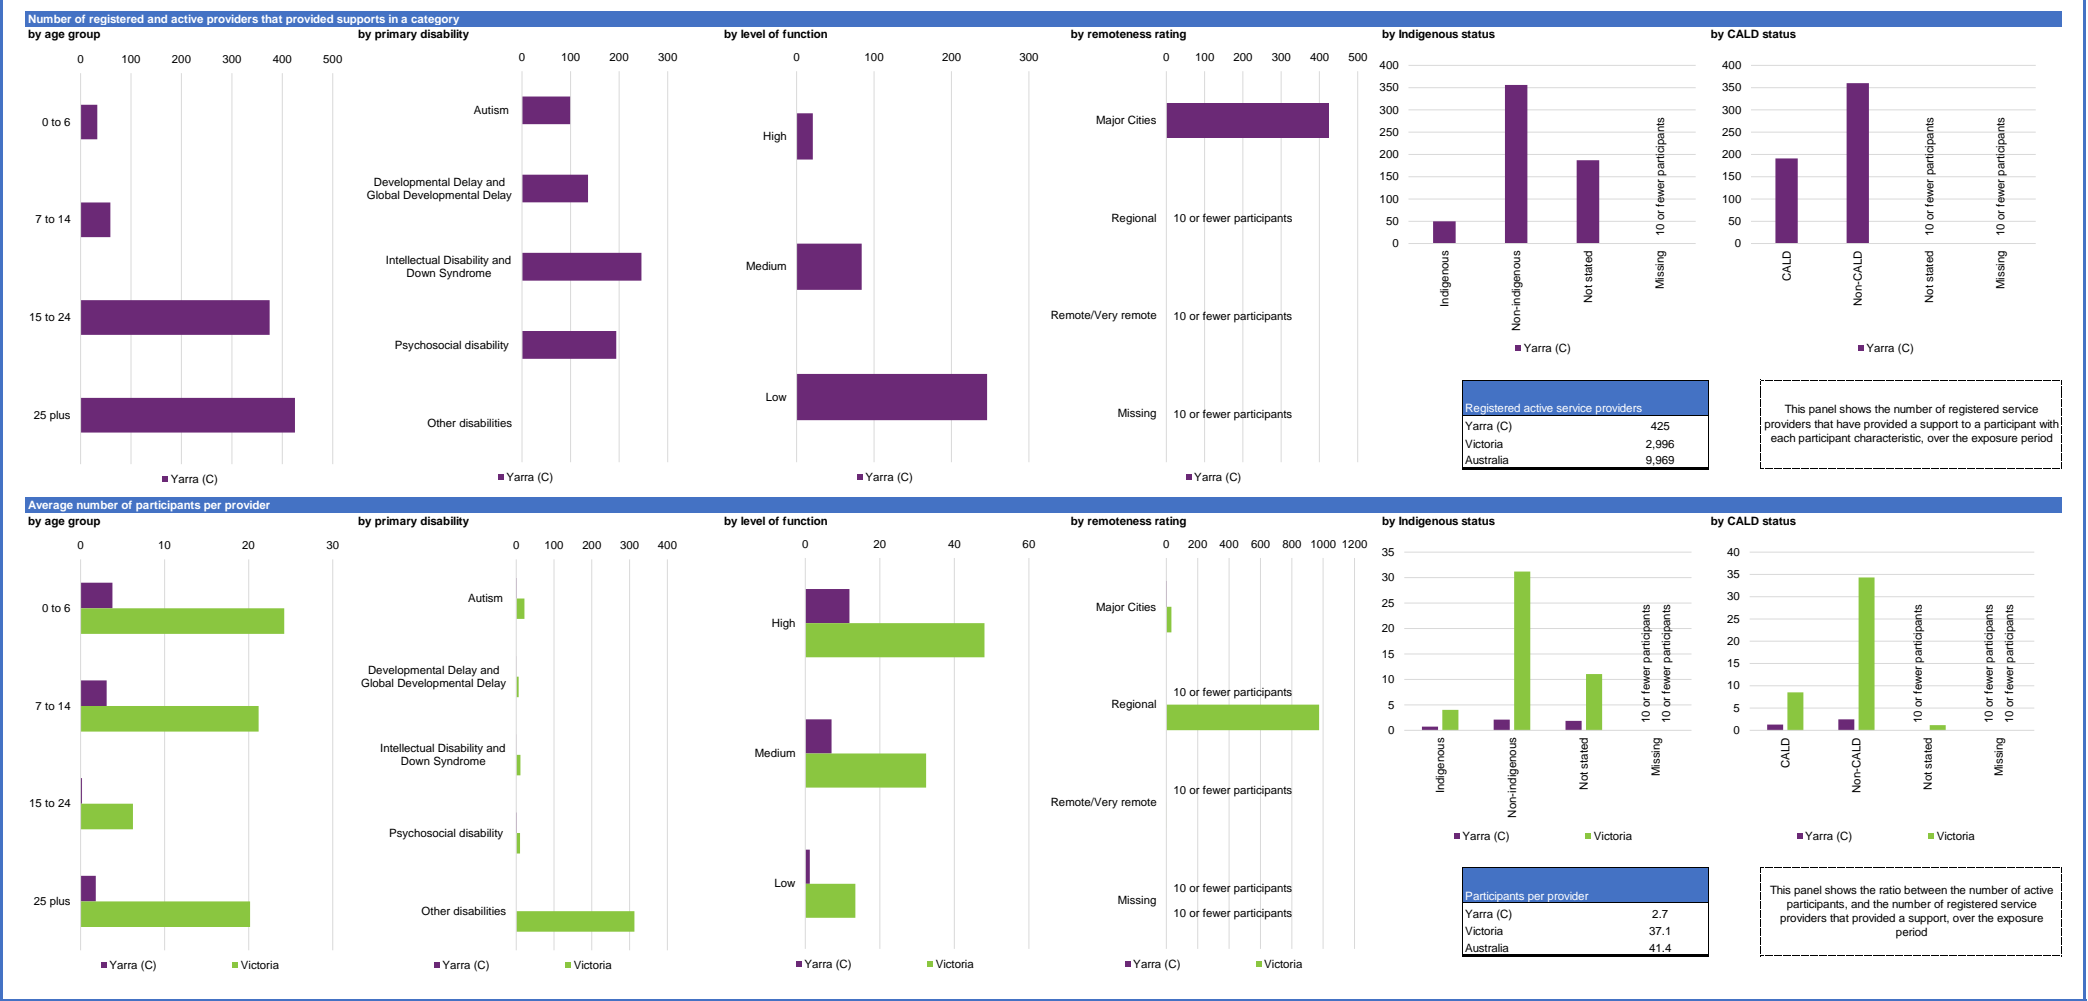 Number of registered and active providers that provided supports in a category
by age group
0 100 200 300 400 500
0 to 6
7 to 14
15 to 24
25 plus
Yarra (C)
by primary disability
0 100 200 300
Autism
Developmental Delay and
Global Developmental Delay
Intellectual Disability and
Down Syndrome
Psychosocial disability
Other disabilities
Yarra (C)
by level of function
0 100 200 300
High
Medium
Low
Yarra (C)
by remoteness rating
0 100 200 300 400 500
Major Cities
Regional 10 or fewer participants
Remote/Very remote 10 or fewer participants
Missing 10 or fewer participants
Yarra (C)
by Indigenous status
400
350
300
250
200
150
100
50
0
10 or fewer participants
Indigenous
Non-indigenous
Not stated
Missing
Yarra (C)
by CALD status
400
350
300
250
200
150
100
50
0
10 or fewer participants
10 or fewer participants
CALD
Non-CALD
Not stated
Missing
Yarra (C)
Registered active service providers
Yarra (C) 425
Victoria 2,996
Australia 9,969
This panel shows the number of registered service
providers that have provided a support to a participant with
each participant characteristic, over the exposure period
Average number of participants per provider
by age group
0 10 20 30
0 to 6
7 to 14
15 to 24
25 plus
Yarra (C) Victoria
by primary disability
0 100 200 300 400
Autism
Developmental Delay and
Global Developmental Delay
Intellectual Disability and
Down Syndrome
Psychosocial disability
Other disabilities
Yarra (C) Victoria
by level of function
0 20 40 60
High
Medium
Low
Yarra (C) Victoria
by remoteness rating
0 200 400 600 800 1000 1200
Major Cities
10 or fewer participants
Regional
10 or fewer participants
Remote/Very remote
10 or fewer participants
Missing
10 or fewer participants
Yarra (C) Victoria
by Indigenous status
35
30
25
20
15
10
5
0
10 or fewer participants
10 or fewer participants
Indigenous
Non-indigenous
Not stated
Missing
Yarra (C) Victoria
by CALD status
40
35
30
25
20
15
10
5
0
10 or fewer participants
10 or fewer participants
10 or fewer participants
CALD
Non-CALD
Not stated
Missing
Yarra (C) Victoria
Participants per provider
Yarra (C) 2.7
Victoria 37.1
Australia 41.4
This panel shows the ratio between the number of active
participants, and the number of registered service
providers that provided a support, over the exposure
period